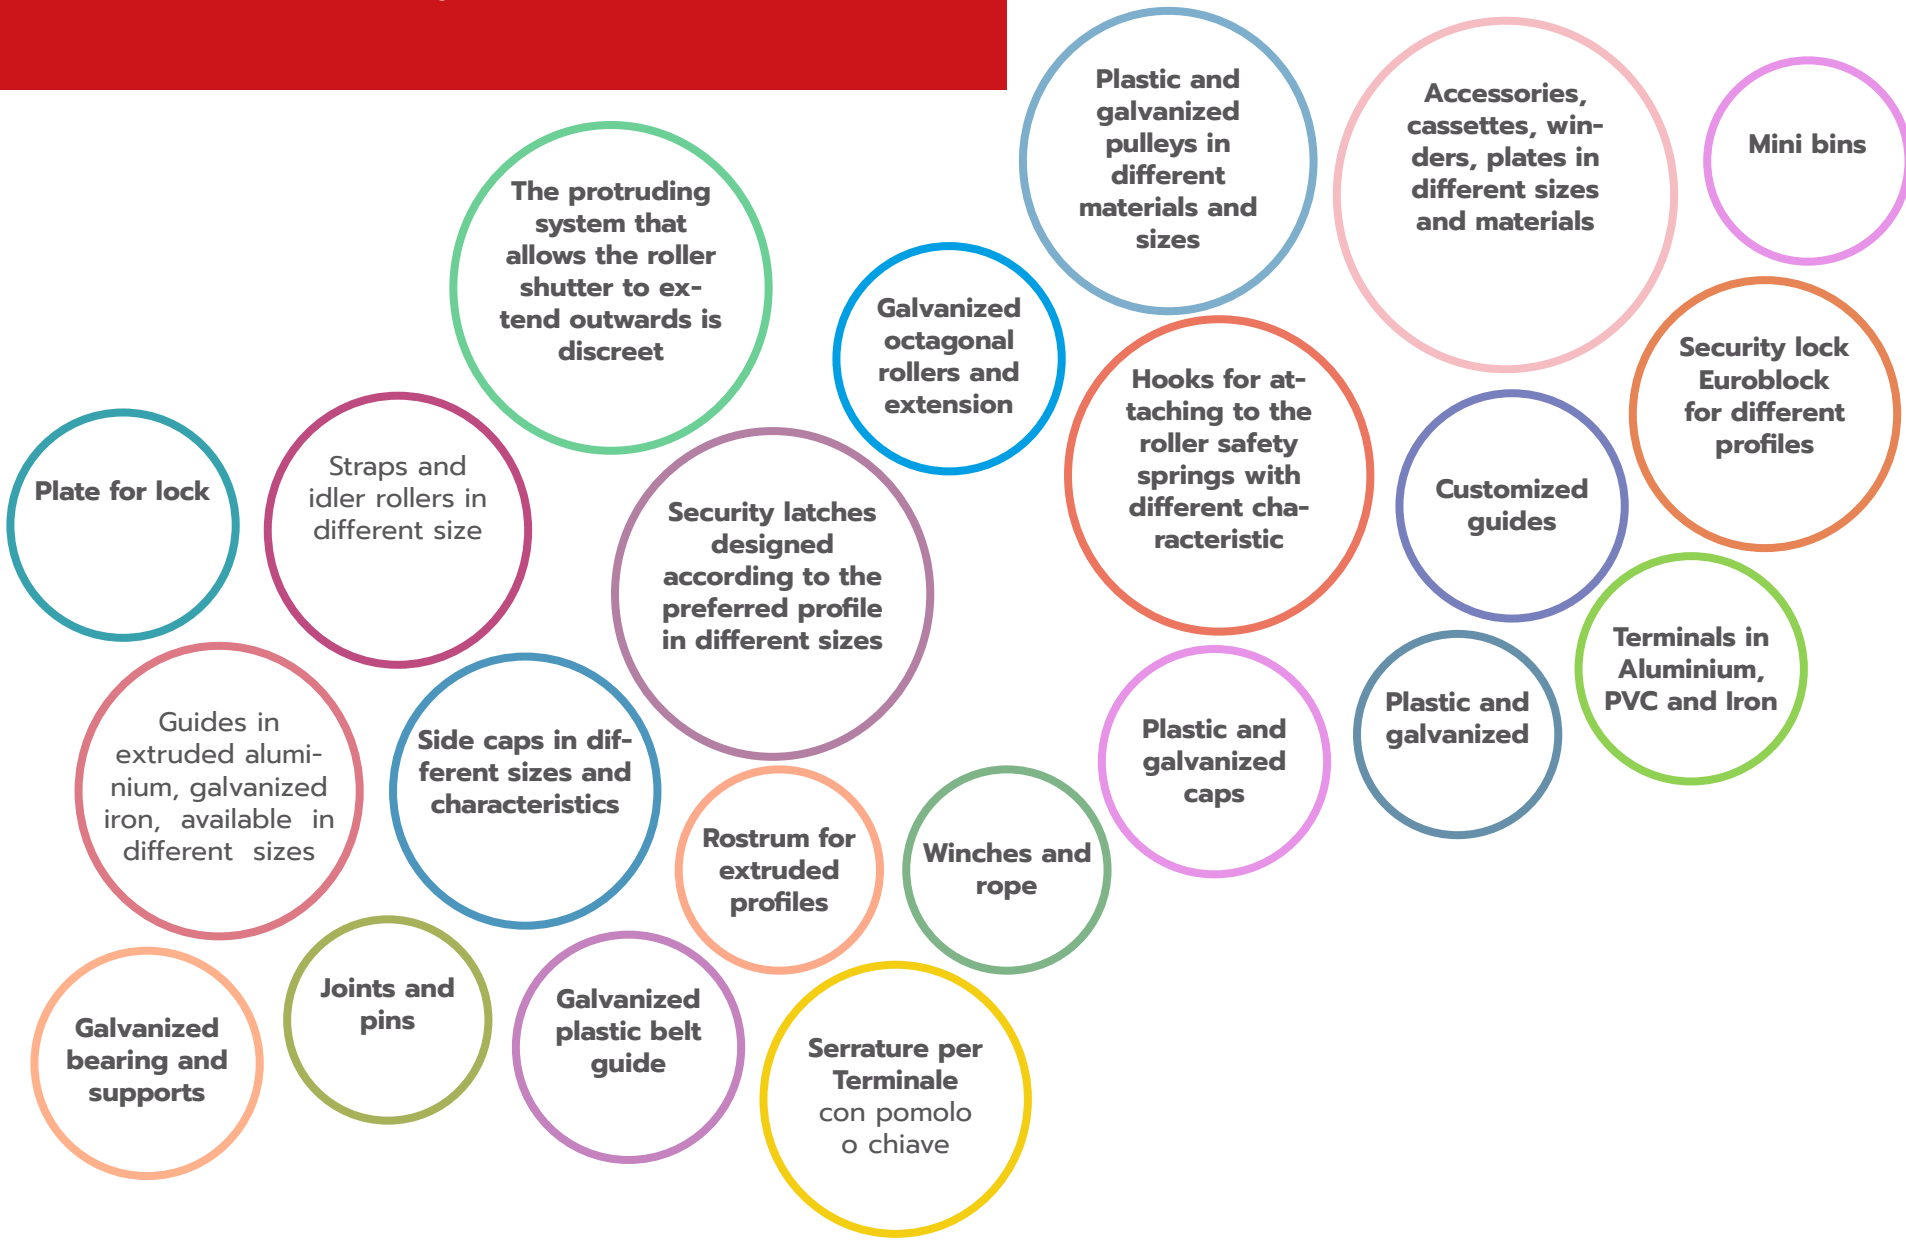 Plastic and
galvanized
pulleys in
different
materials and
sizes
Accessories,
cassettes, win-
ders, plates in
different sizes
and materials
Mini bins
The protruding
system that
allows the roller
shutter to ex-
tend outwards is
discreet
Galvanized
octagonal
rollers and
extension
Hooks for at-
taching to the
roller safety
springs with
different cha-
racteristic
Security lock
Euroblock
for different
profiles
Customized
guides
Plate for lock
Straps and
idler rollers in
different size
Security latches
designed
according to the
preferred profile
in different sizes
Terminals in
Aluminium,
PVC and Iron
Plastic and
galvanized
Plastic and
galvanized
caps
Guides in
extruded alumi-
nium, galvanized
iron, available in
different sizes
Side caps in dif-
ferent sizes and
characteristics
Rostrum for
extruded
profiles
Winches and
rope
Galvanized
bearing and
supports
Joints and
pins
Galvanized
plastic belt
guide
Serrature per
Terminale
con pomolo
o chiave